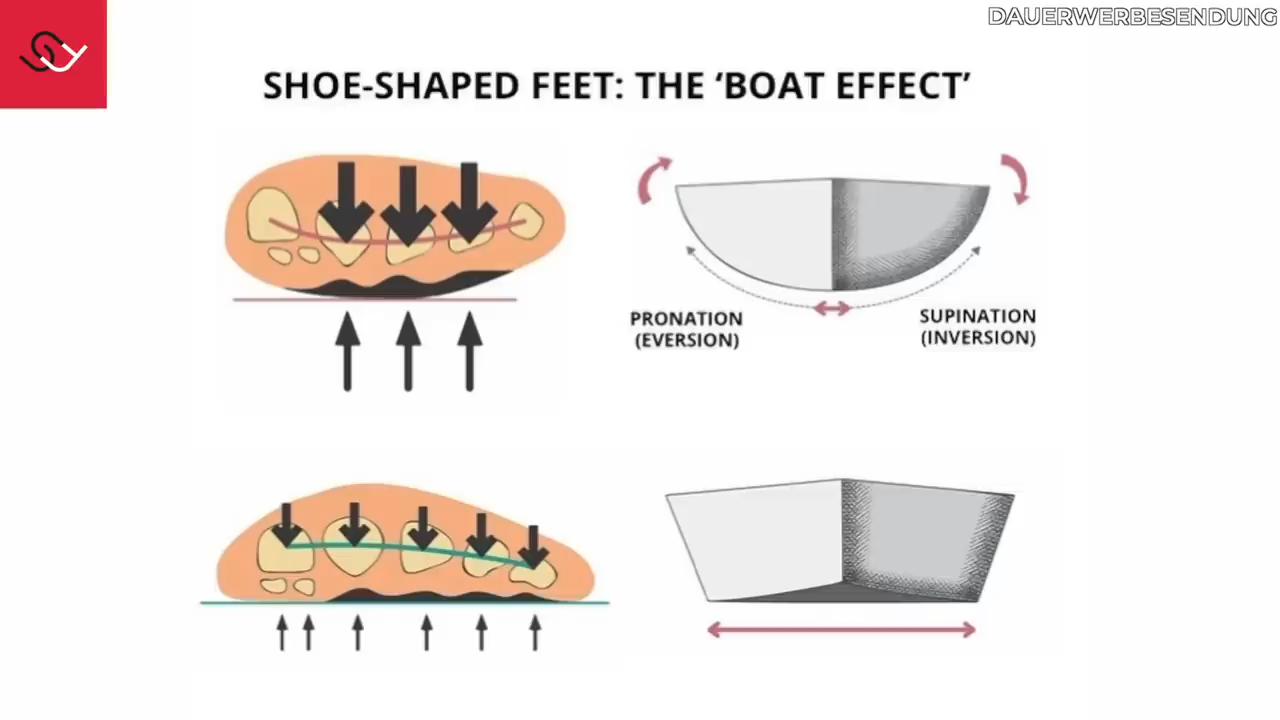 DAUERWERBESENDUNG
SHOE-SHAPED FEET: THE ‘BOAT EFFECT’
PRONATION
(EVERSION)
SUPINATION
(INVERSION)